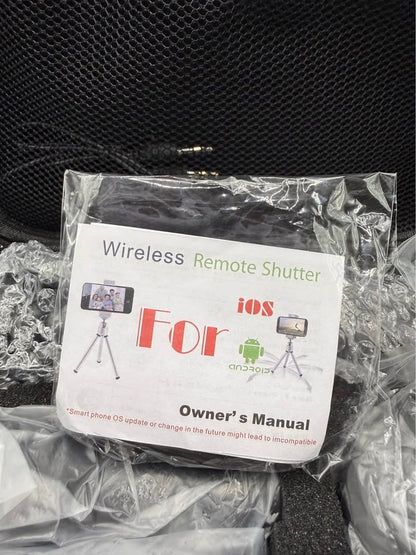 Wireless Remote Shutter
For
iOS
ANDROID
Owner's Manual
*Smart phone OS update or change in the future might lead to imcompatible